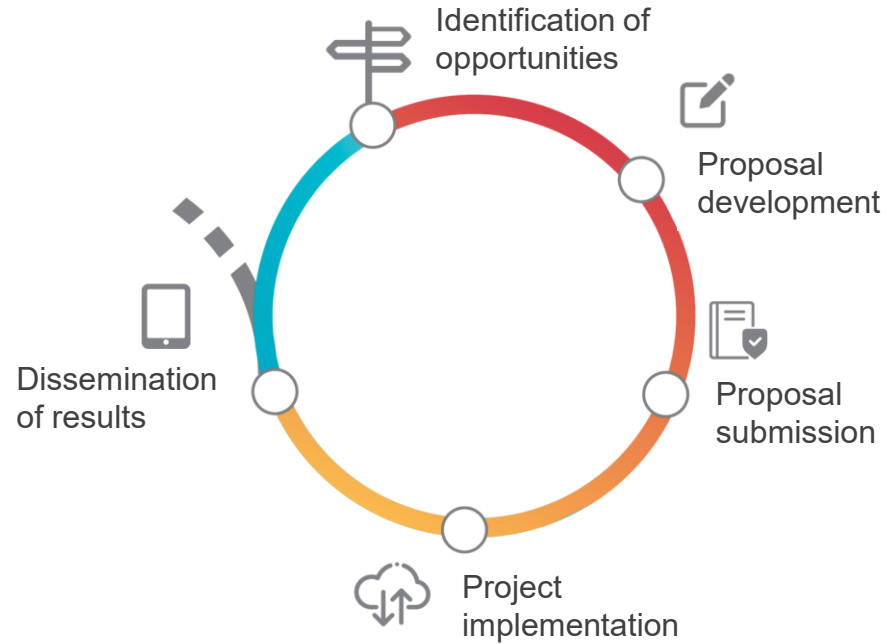 Identification of
opportunities
Proposal
development
Proposal
submission
Project
implementation
Dissemination
of results